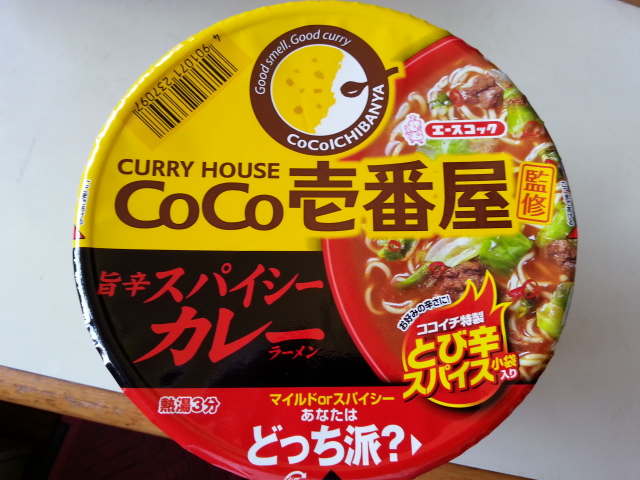 Good smell. Good curry
CoCoICHIBANYA
4 901071 237097
エースコック
CURRY HOUSE
CoCo壱番屋
監修
旨辛スパイシー
カレー
ラーメン
お好みの辛さに!
ココイチ特製
とび辛
スパイス
小袋
入り
熱湯3分
マイルドorスパイシー
あなたは
どっち派?